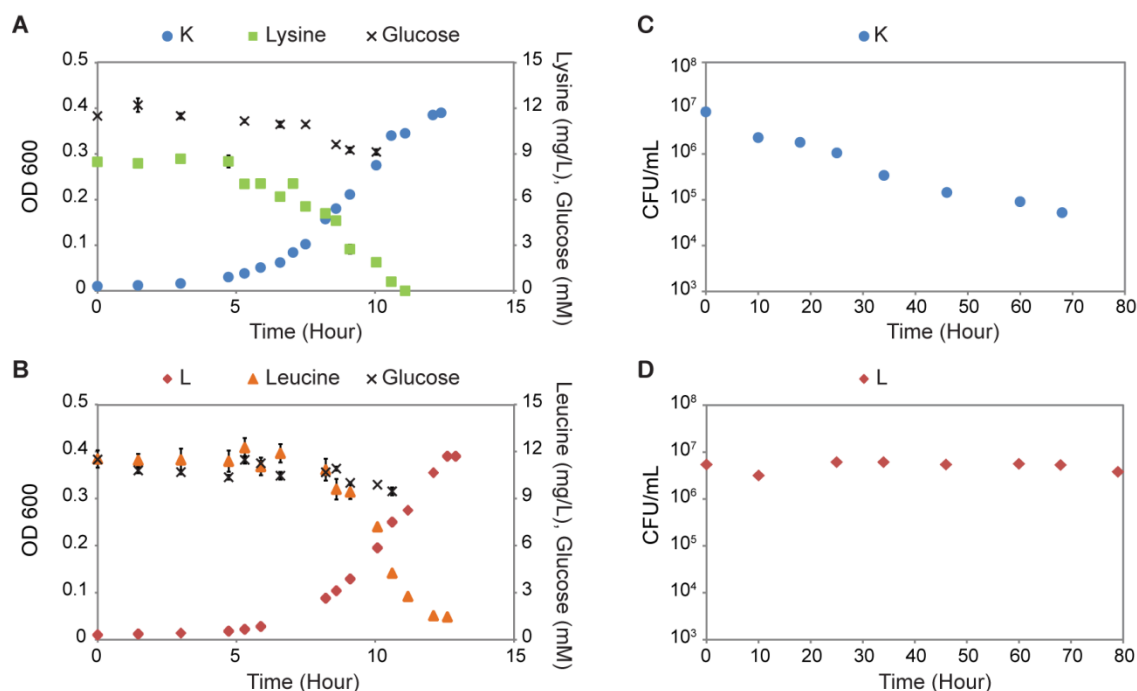 A
K Lysine Glucose
0.5
0.4
0.3
0.2
0.1
0
OD 600
15
12
9
6
3
0
Lysine (mg/L), Glucose (mM)
0 5 10 15
Time (Hour)
B
L Leucine Glucose
0.5
0.4
0.3
0.2
0.1
0
OD 600
15
12
9
6
3
0
Leucine (mg/L), Glucose (mM)
0 5 10 15
Time (Hour)
C
K
10⁸
10⁷
10⁶
10⁵
10⁴
10³
CFU/mL
0 10 20 30 40 50 60 70 80
Time (Hour)
D
L
10⁸
10⁷
10⁶
10⁵
10⁴
10³
CFU/mL
0 10 20 30 40 50 60 70 80
Time (Hour)